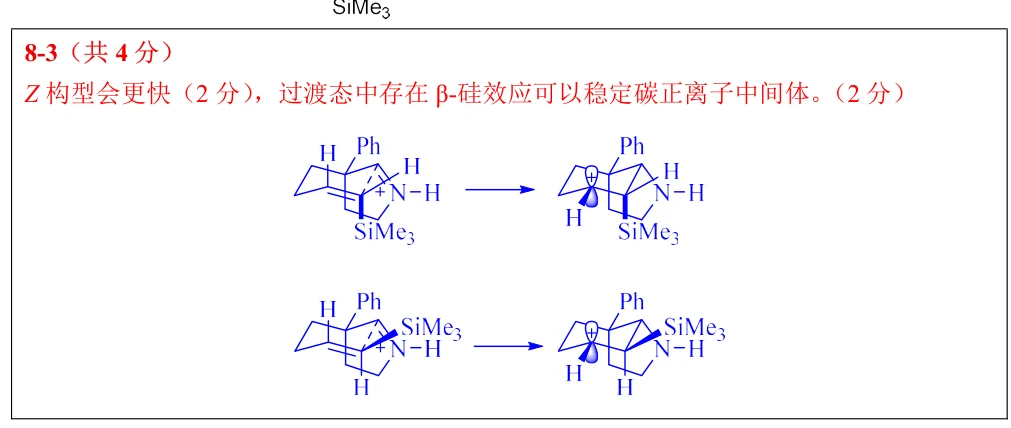 SiMe3
8-3（共 4 分）
Z 构型会更快（2 分），过渡态中存在 β-硅效应可以稳定碳正离子中间体。（2 分）
H Ph H + N-H SiMe3
Ph + H N-H H SiMe3
H Ph SiMe3 + N-H H
Ph + SiMe3 N-H H H